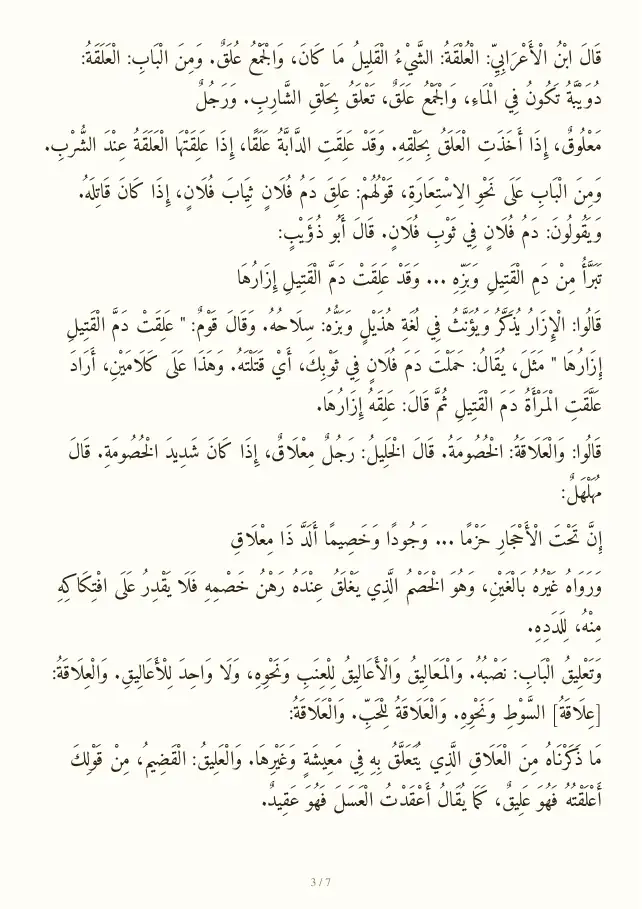 قَالَ ابْنُ الْأَعْرَابِيِّ: الْعُلْقَةُ: الشَّيْءُ الْقَلِيلُ مَا كَانَ، وَالْجَمْعُ عُلَقٌ. وَمِنَ الْبَابِ: الْعَلَقَةُ:
دُوَيْبَّةٌ تَكُونُ فِي الْمَاءِ، وَالْجَمْعُ عَلَقٌ، تَعْلَقُ بِحَلْقِ الشَّارِبِ. وَرَجُلٌ
مَعْلُوقٌ، إِذَا أَخَذَتِ الْعَلَقُ بِحَلْقِهِ. وَقَدْ عَلِقَتِ الدَّابَّةُ عَلَقًا، إِذَا عَلِقَتْهَا الْعَلَقَةُ عِنْدَ الشُّرْبِ.
وَمِنَ الْبَابِ عَلَى نَحْوِ الِاسْتِعَارَةِ، قَوْلُهُمْ: عَلِقَ دَمُ فُلَانٍ ثِيَابَ فُلَانٍ، إِذَا كَانَ قَاتِلَهُ.
وَيَقُولُونَ: دَمُ فُلَانٍ فِي ثَوْبِ فُلَانٍ. قَالَ أَبُو ذُؤَيْبٍ:
تَبَرَّأُ مِنْ دَمِ الْقَتِيلِ وَبَزِّهِ ... وَقَدْ عَلِقَتْ دَمَّ الْقَتِيلِ إِزَارُهَا
قَالُوا: الْإِزَارُ يُذَكَّرُ وَيُؤَنَّثُ فِي لُغَةِ هُذَيْلٍ وَبَزُّهُ: سِلَاحُهُ. وَقَالَ قَوْمٌ: " عَلِقَتْ دَمَّ الْقَتِيلِ
إِزَارُهَا " مَثَلَ، يُقَالُ: حَمَلْتَ دَمَ فُلَانٍ فِي ثَوْبِكَ، أَيْ قَتَلْتَهُ. وَهَذَا عَلَى كَلَامَيْنِ، أَرَادَ
عَلَّقَتِ الْمَرْأَةُ دَمَ الْقَتِيلِ ثُمَّ قَالَ: عَلِقَهُ إِزَارُهَا.
قَالُوا: وَالْعَلَاقَةُ: الْخُصُومَةُ. قَالَ الْخَلِيلُ: رَجُلٌ مِعْلَاقٌ، إِذَا كَانَ شَدِيدَ الْخُصُومَةِ. قَالَ
مُهَلْهَلٌ:
إِنَّ تَحْتَ الْأَحْجَارِ حَزْمًا ... وَجُودًا وَخَصِيمًا أَلَدَّ ذَا مِعْلَاقِ
وَرَوَاهُ غَيْرُهُ بَالْغَيْنِ، وَهُوَ الْخَصْمُ الَّذِي يَغْلَقُ عِنْدَهُ رَهْنُ خَصْمِهِ فَلَا يَقْدِرُ عَلَى افْتِكَاكِهِ
مِنْهُ، لِلَدَدِهِ.
وَتَعْلِيقُ الْبَابِ: نَصْبُهُ. وَالْمَعَالِيقُ وَالْأَعَالِيقُ لِلْعِنَبِ وَنَحْوِهِ، وَلَا وَاحِدَ لِلْأَعَالِيقِ. وَالْعِلَاقَةُ:
[عِلَاقَةُ] السَّوْطِ وَنَحْوِهِ. وَالْعَلَاقَةُ لِلْحَبِّ. وَالْعَلَاقَةُ:
مَا ذَكَرْنَاهُ مِنَ الْعَلَاقِ الَّذِي يُتَعَلَّقُ بِهِ فِي مَعِيشَةٍ وَغَيْرِهَا. وَالْعَلِيقُ: الْقَضِيمُ، مِنْ قَوْلِكَ
أَعْلَقْتُهُ فَهُوَ عَلِيقٌ، كَمَا يُقَالُ أَعْقَدْتُ الْعَسَلَ فَهُوَ عَقِيدٌ.
3 / 7